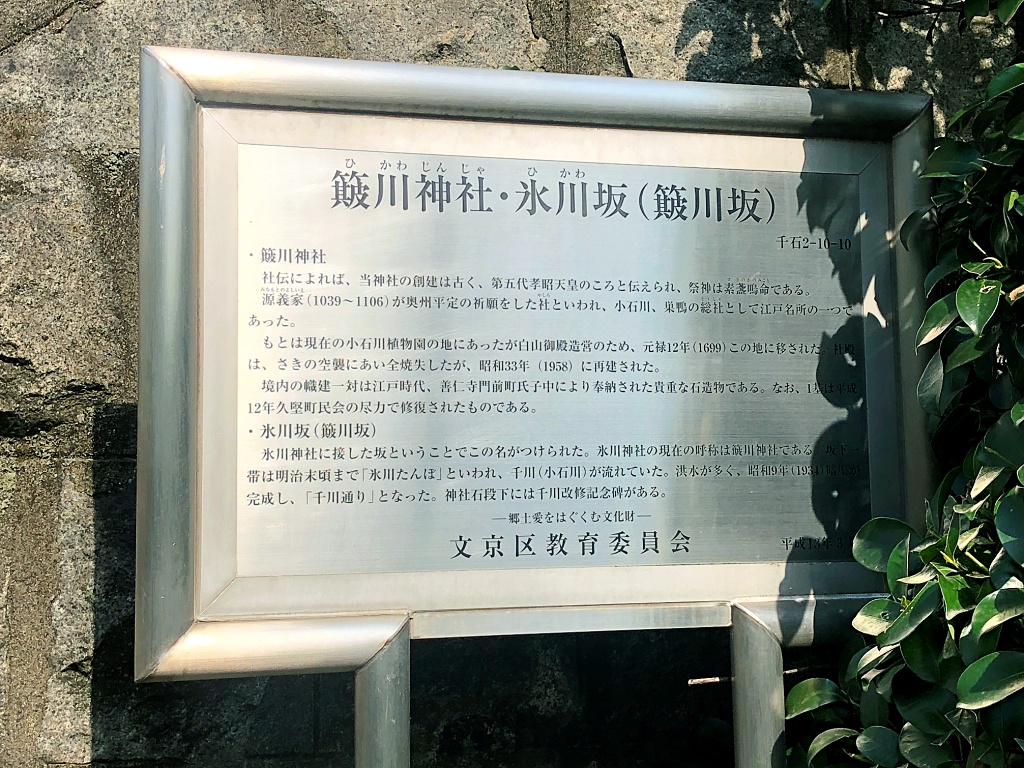 ひかわじんじゃ ひかわ
簸川神社・氷川坂(簸川坂)
千石2-10-10
・簸川神社
社伝によれば、当神社の創建は古く、第五代孝昭天皇のころと伝えられ、祭神は素盞嗚命である。
みなもとのよしいえ
源義家(1039~1106)が奥州平定の祈願をした社といわれ、小石川、巣鴨の総社として江戸名所の一つで
あった。
もとは現在の小石川植物園の地にあったが白山御殿造営のため、元禄12年(1699)この地に移された。社殿
は、さきの空襲にあい全焼失したが、昭和33年(1958)に再建された。
境内の幟建一対は江戸時代、善仁寺門前町氏子中により奉納された貴重な石造物である。なお、1基は平成
12年久堅町民会の尽力で修復されたものである。
・氷川坂(簸川坂)
氷川神社に接した坂ということでこの名がつけられた。氷川神社の現在の呼称は簸川神社である。坂下一
帯は明治末頃まで「氷川たんぼ」といわれ、千川(小石川)が流れていた。洪水が多く、昭和9年(1934)
完成し、「千川通り」となった。神社石段下には千川改修記念碑がある。
―郷土愛をはぐくむ文化財―
文京区教育委員会
平成13年